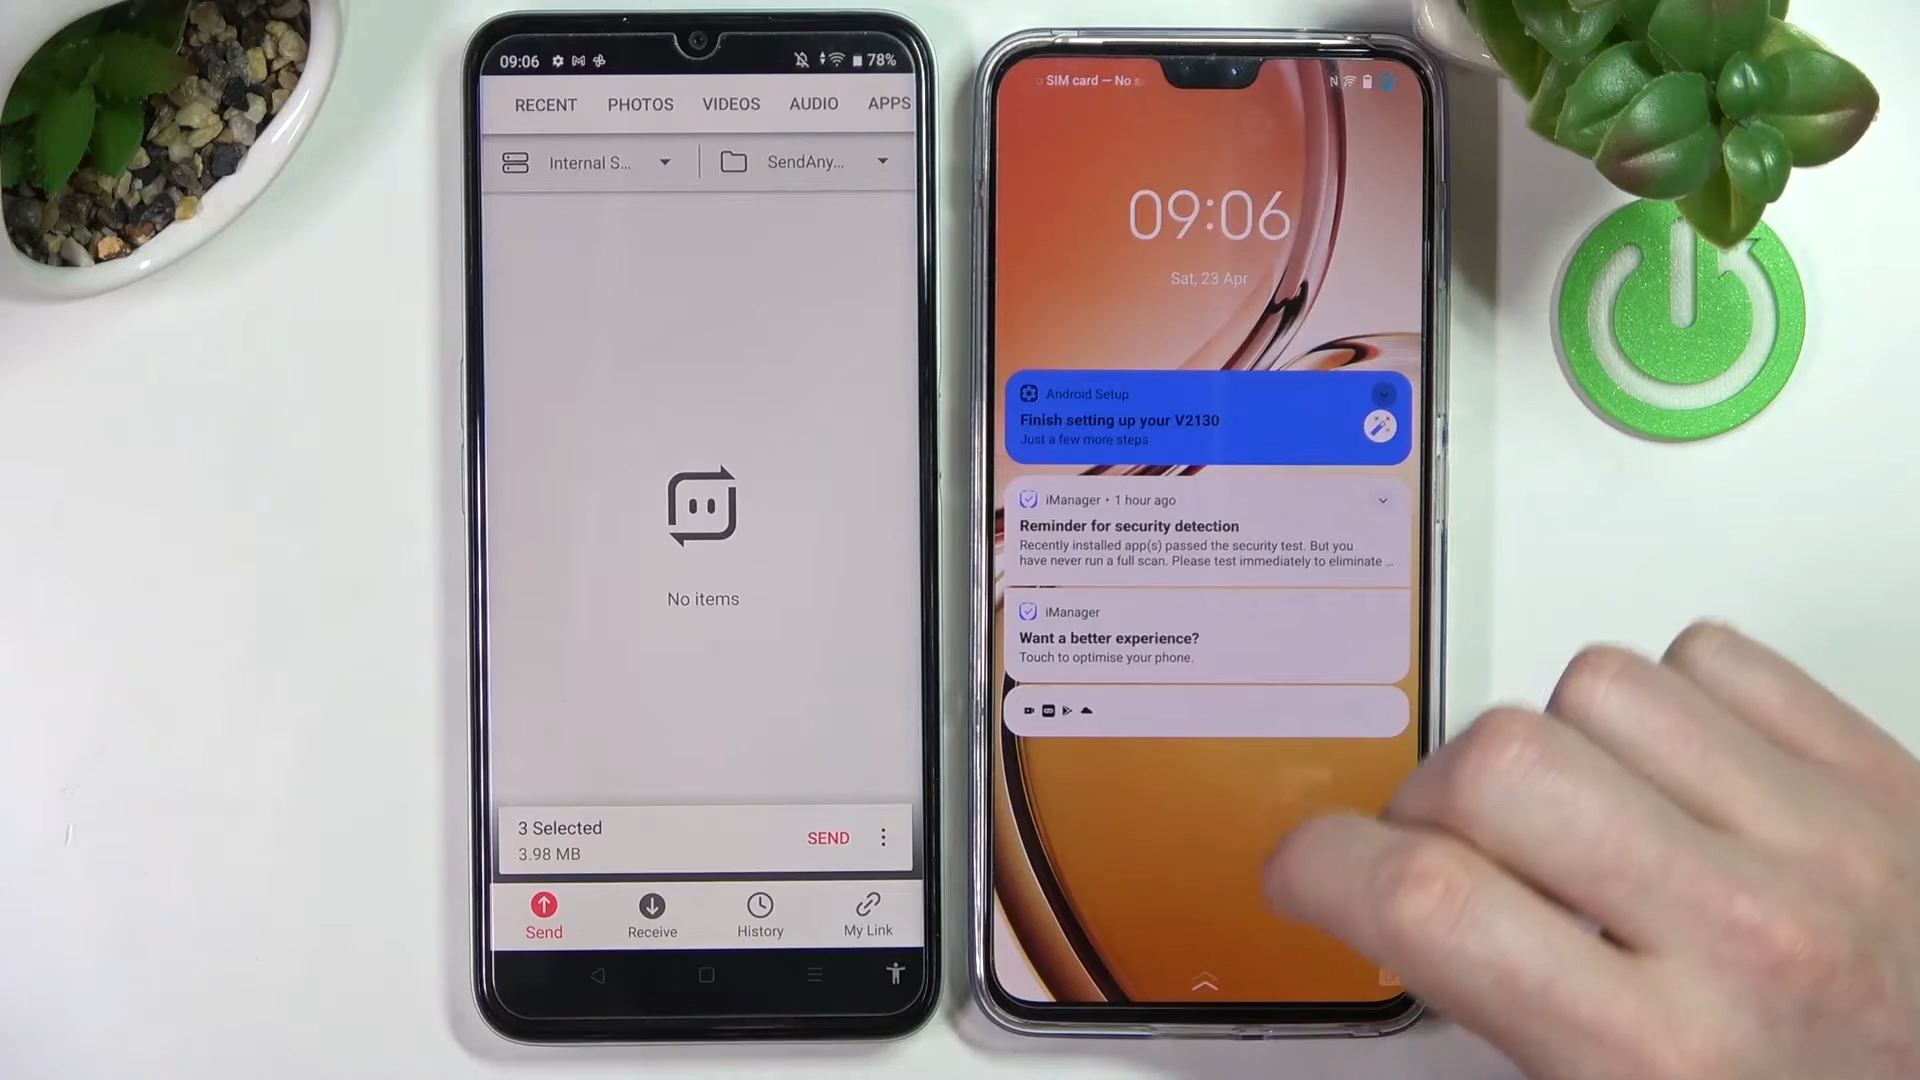 09:06
78%
RECENT PHOTOS VIDEOS AUDIO APPS
Internal S... SendAny...
No items
3 Selected
3.98 MB
SEND
Send Receive History My Link
SIM card — No
09:06
Sat, 23 Apr
Android Setup
Finish setting up your V2130
Just a few more steps
iManager • 1 hour ago
Reminder for security detection
Recently installed app(s) passed the security test. But you
have never run a full scan. Please test immediately to eliminate ...
iManager
Want a better experience?
Touch to optimise your phone.